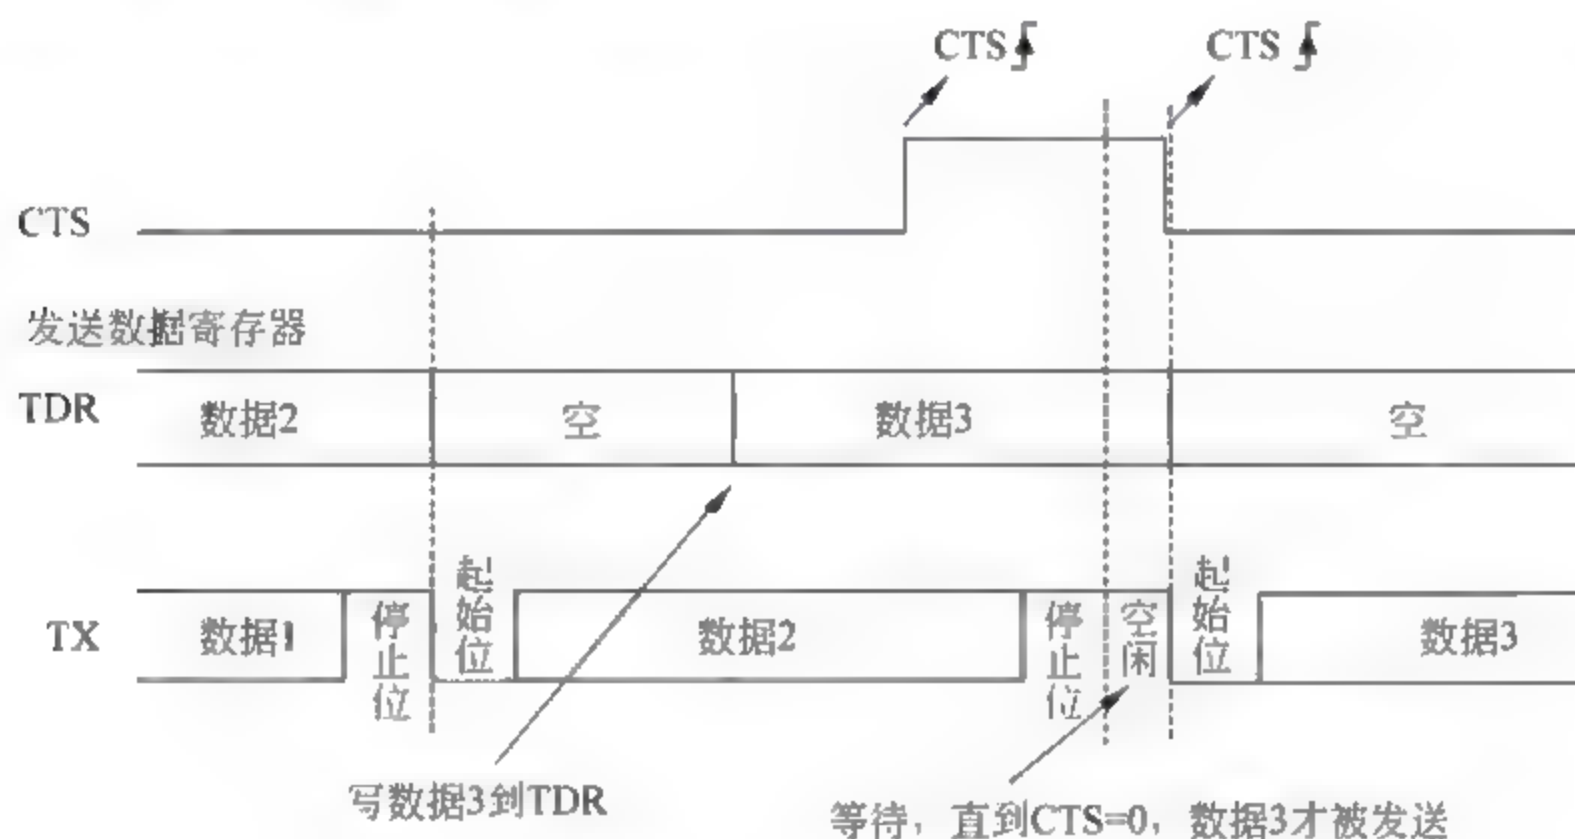 CTS CTS
CTS
发送数据寄存器
TDR 数据2 空 数据3 空
TX 数据1 停止位 起始位 数据2 停止位 空闲 起始位 数据3
写数据3到TDR
等待，直到CTS=0，数据3才被发送